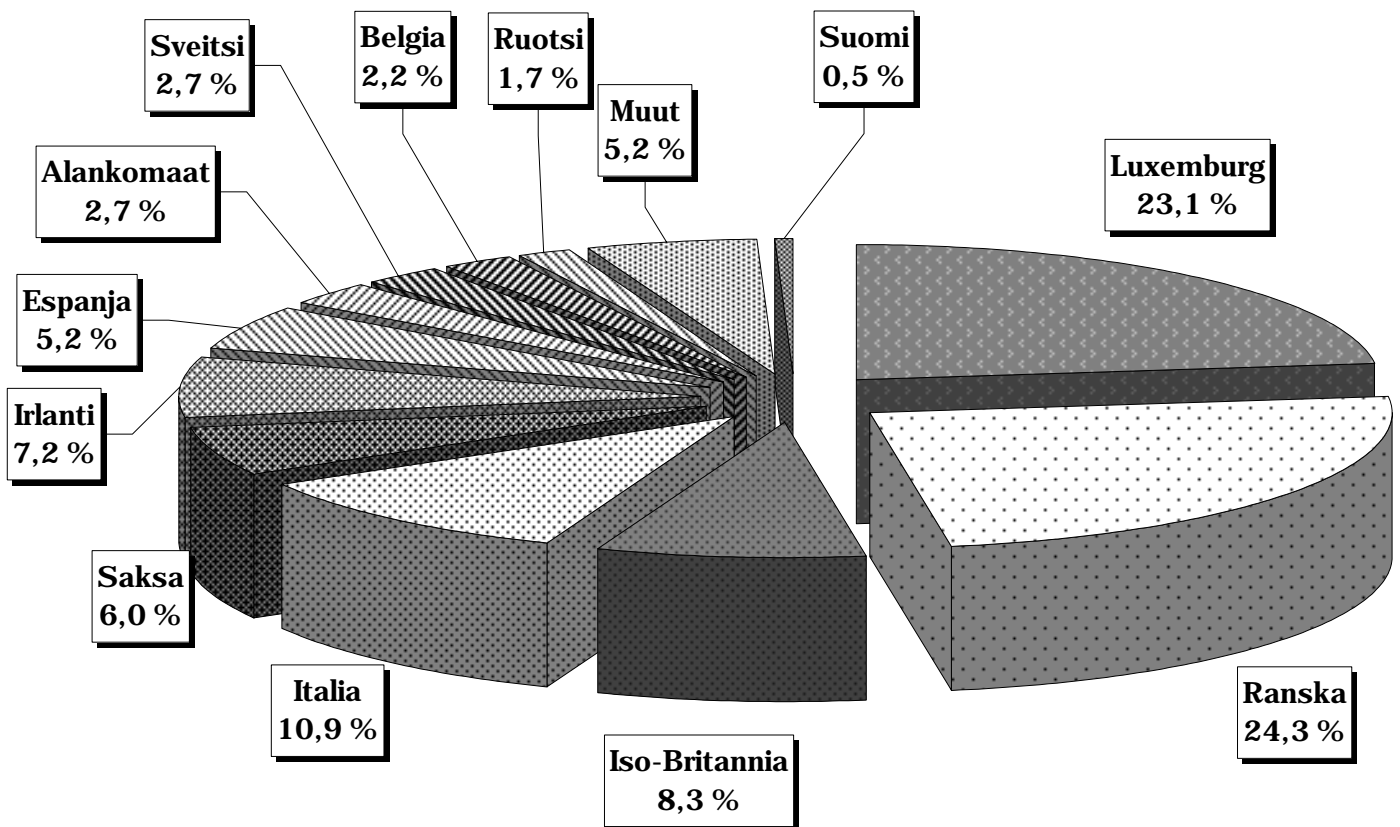 Sveitsi
2,7 %
Belgia
2,2 %
Ruotsi
1,7 %
Suomi
0,5 %
Muut
5,2 %
Luxemburg
23,1 %
Alankomaat
2,7 %
Espanja
5,2 %
Irlanti
7,2 %
Saksa
6,0 %
Italia
10,9 %
Iso-Britannia
8,3 %
Ranska
24,3 %